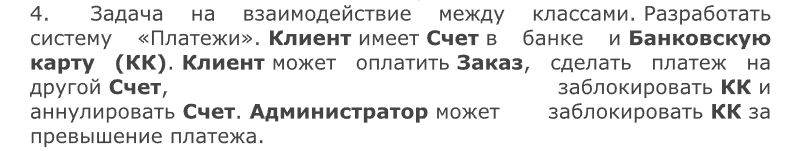 4. Задача на взаимодействие между классами. Разработать
систему «Платежи». Клиент имеет Счет в банке и Банковскую
карту (КК). Клиент может оплатить Заказ, сделать платеж на
другой Счет, заблокировать КК и
аннулировать Счет. Администратор может заблокировать КК за
превышение платежа.